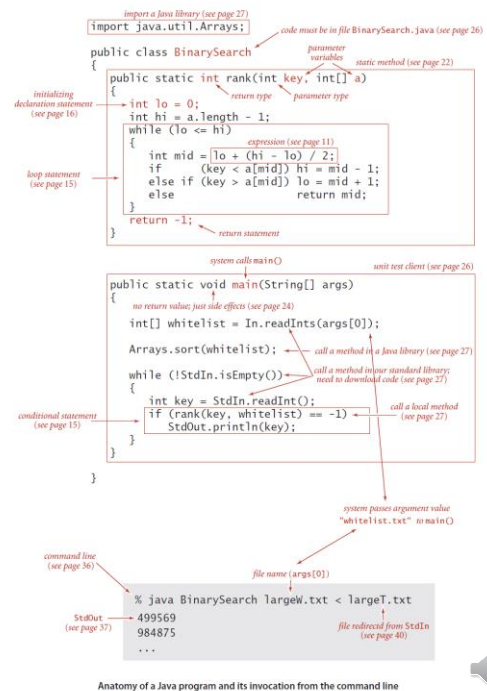 import a Java library (see page 27)
import java.util.Arrays;
code must be in file BinarySearch.java (see page 26)
public class BinarySearch
{
parameter
variables
static method (see page 22)
public static int rank(int key, int[] a)
{
return type
parameter type
initializing
declaration statement
(see page 16)
int lo = 0;
int hi = a.length - 1;
while (lo <= hi)
{
expression (see page 11)
int mid = lo + (hi - lo) / 2;
if (key < a[mid]) hi = mid - 1;
else if (key > a[mid]) lo = mid + 1;
else return mid;
}
loop statement
(see page 15)
return -1;
}
return statement
system calls main()
unit test client (see page 26)
public static void main(String[] args)
{
no return value; just side effects (see page 24)
int[] whitelist = In.readInts(args[0]);
Arrays.sort(whitelist);
call a method in a Java library (see page 27)
while (!StdIn.isEmpty())
call a method in our standard library;
need to download code (see page 27)
{
int key = StdIn.readInt();
if (rank(key, whitelist) == -1)
StdOut.println(key);
}
}
conditional statement
(see page 15)
call a local method
(see page 27)
}
system passes argument value
"whitelist.txt" to main()
command line
(see page 36)
file name (args[0])
% java BinarySearch largeW.txt < largeT.txt
499569
984875
...
StdOut
(see page 37)
file redirectd from StdIn
(see page 40)
Anatomy of a Java program and its invocation from the command line